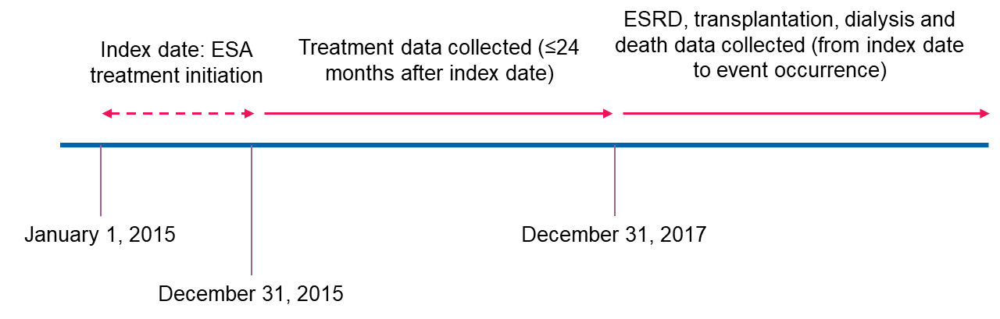 Index date: ESA
treatment initiation
Treatment data collected (≤24
months after index date)
ESRD, transplantation, dialysis and
death data collected (from index date
to event occurrence)
January 1, 2015
December 31, 2015
December 31, 2017